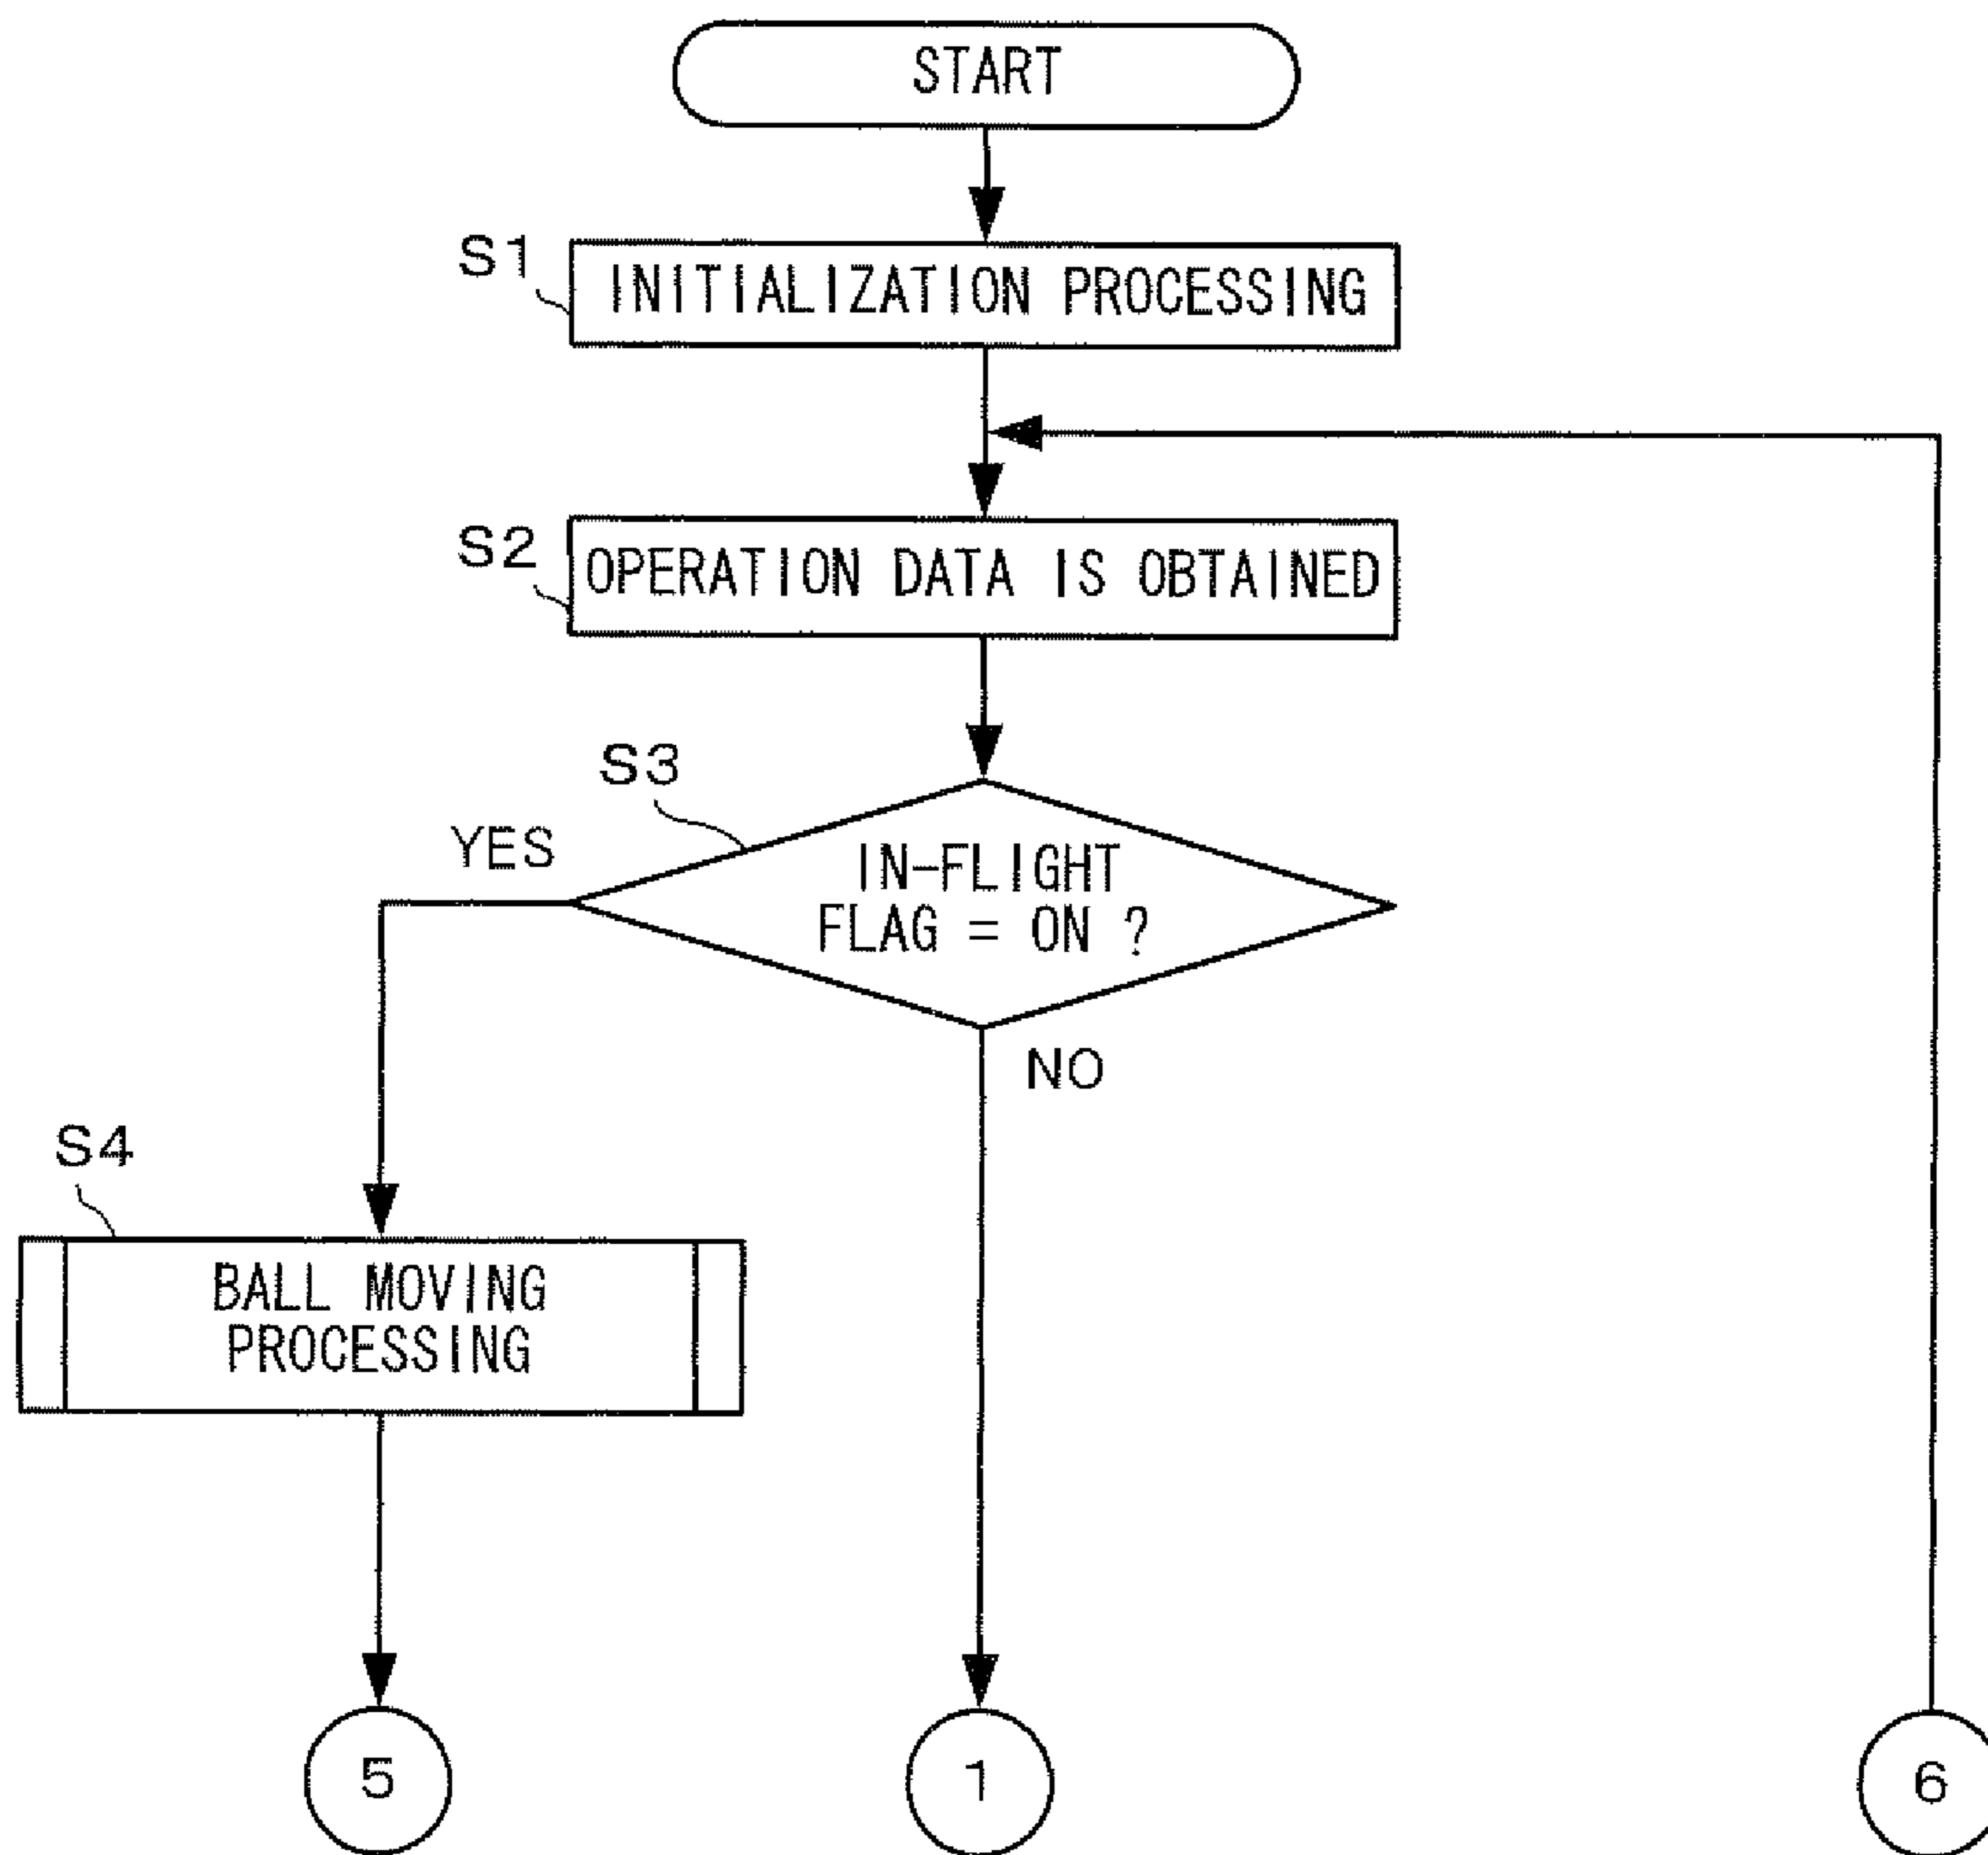 START
S1
INITIALIZATION PROCESSING
S2
OPERATION DATA IS OBTAINED
S3
YES
IN-FLIGHT
FLAG = ON ?
NO
S4
BALL MOVING
PROCESSING
5
1
6